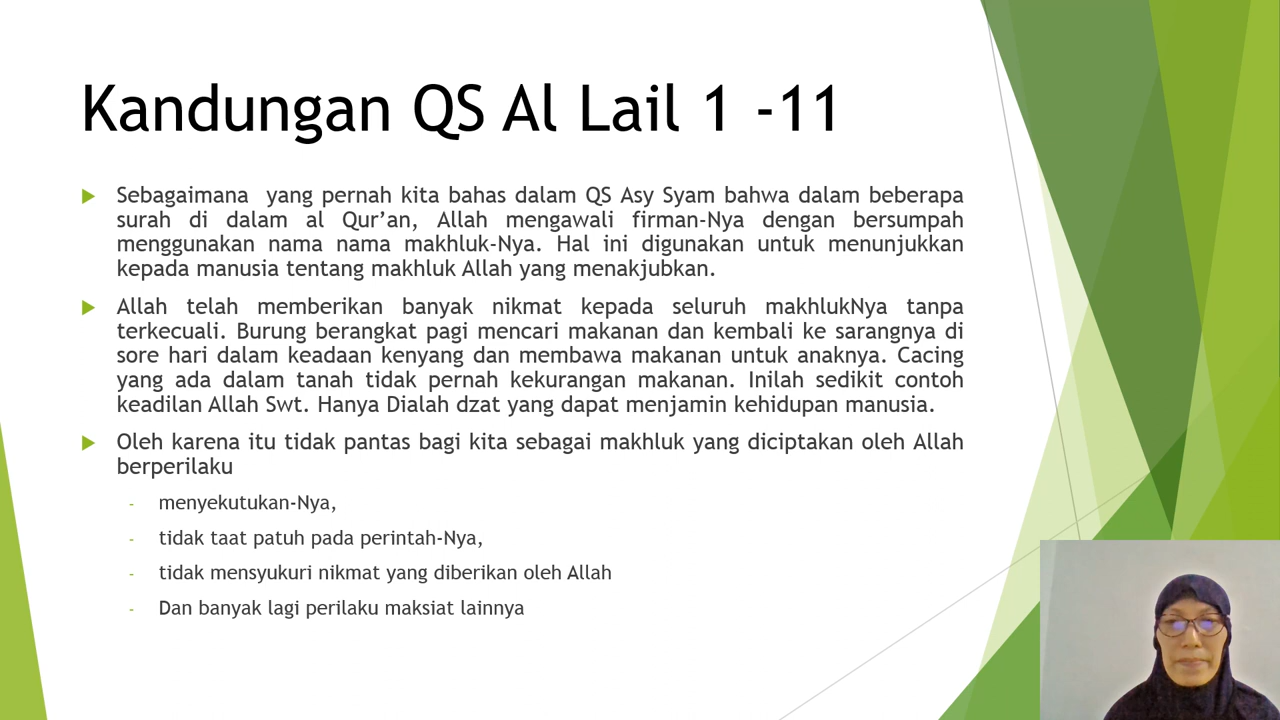 Kandungan QS Al Lail 1 -11
Sebagaimana  yang pernah kita bahas dalam QS Asy Syam bahwa dalam beberapa
surah di dalam al Qur’an, Allah mengawali firman-Nya dengan bersumpah
menggunakan nama nama makhluk-Nya. Hal ini digunakan untuk menunjukkan
kepada manusia tentang makhluk Allah yang menakjubkan.
Allah telah memberikan banyak nikmat kepada seluruh makhlukNya tanpa
terkecuali. Burung berangkat pagi mencari makanan dan kembali ke sarangnya di
sore hari dalam keadaan kenyang dan membawa makanan untuk anaknya. Cacing
yang ada dalam tanah tidak pernah kekurangan makanan. Inilah sedikit contoh
keadilan Allah Swt. Hanya Dialah dzat yang dapat menjamin kehidupan manusia.
Oleh karena itu tidak pantas bagi kita sebagai makhluk yang diciptakan oleh Allah
berperilaku
- menyekutukan-Nya,
- tidak taat patuh pada perintah-Nya,
- tidak mensyukuri nikmat yang diberikan oleh Allah
- Dan banyak lagi perilaku maksiat lainnya